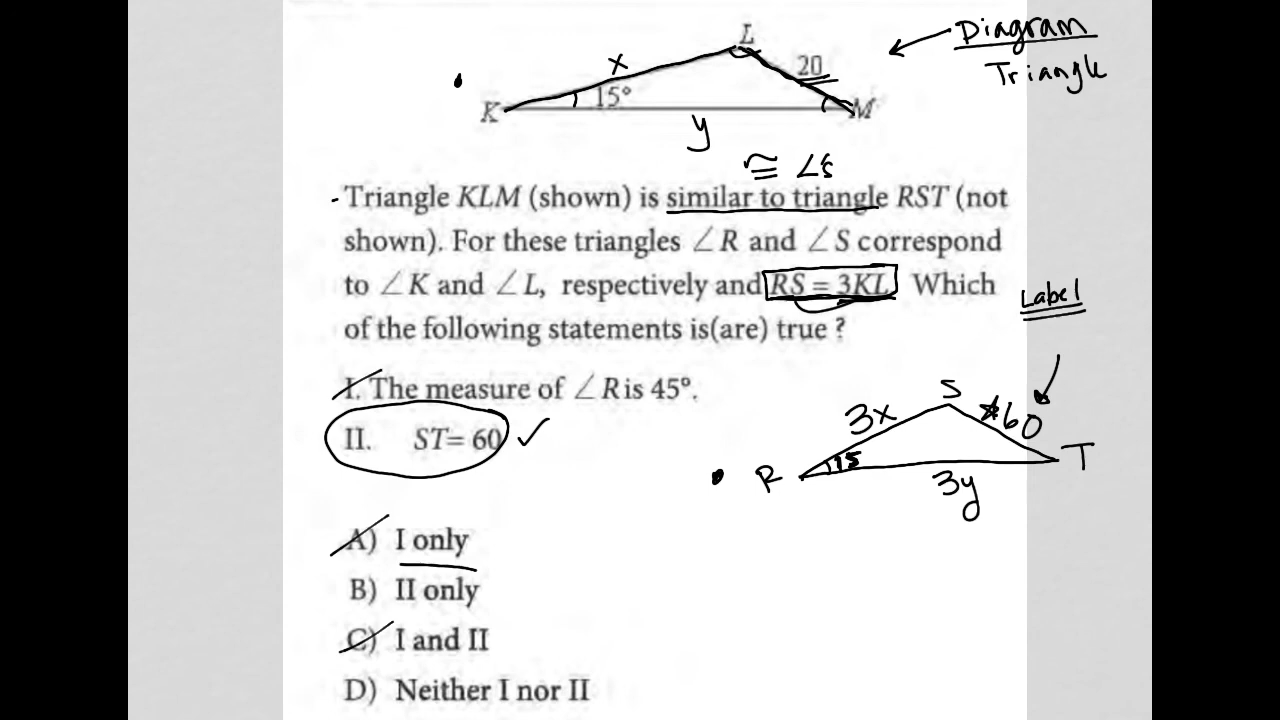 L
Diagram
Triangle
x
20
K
15°
M
y
≅ ∠s
Triangle KLM (shown) is similar to triangle RST (not
shown). For these triangles ∠R and ∠S correspond
to ∠K and ∠L, respectively and RS = 3KL. Which
of the following statements is(are) true ?
Label
I. The measure of ∠R is 45°.
II. ST= 60
S
3x
60
R
15
T
3y
A) I only
B) II only
C) I and II
D) Neither I nor II